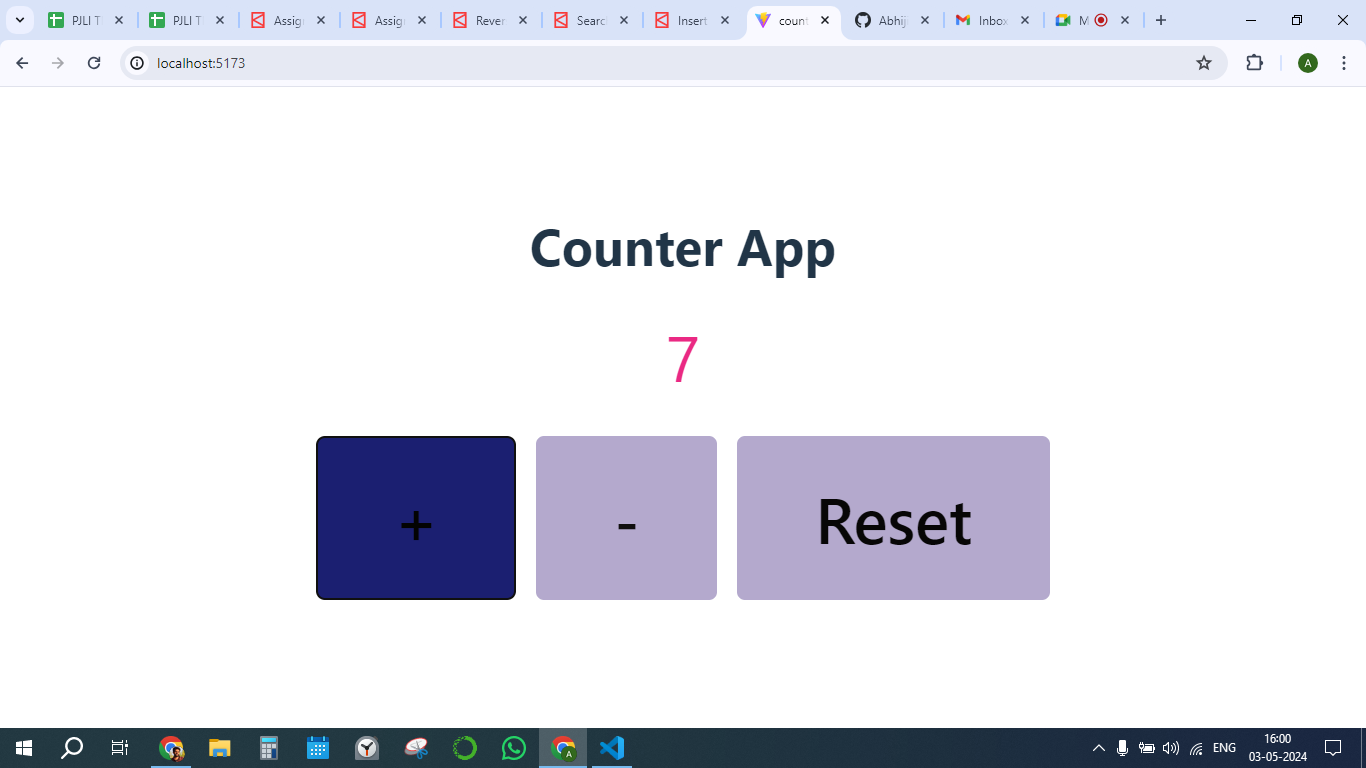 PJLI T
PJLI T
Assig
Assig
Rever
Searc
Insert
count
Abhij
Inbox
M
localhost:5173
A
Counter App
7
+
-
Reset
A
ENG
16:00
03-05-2024